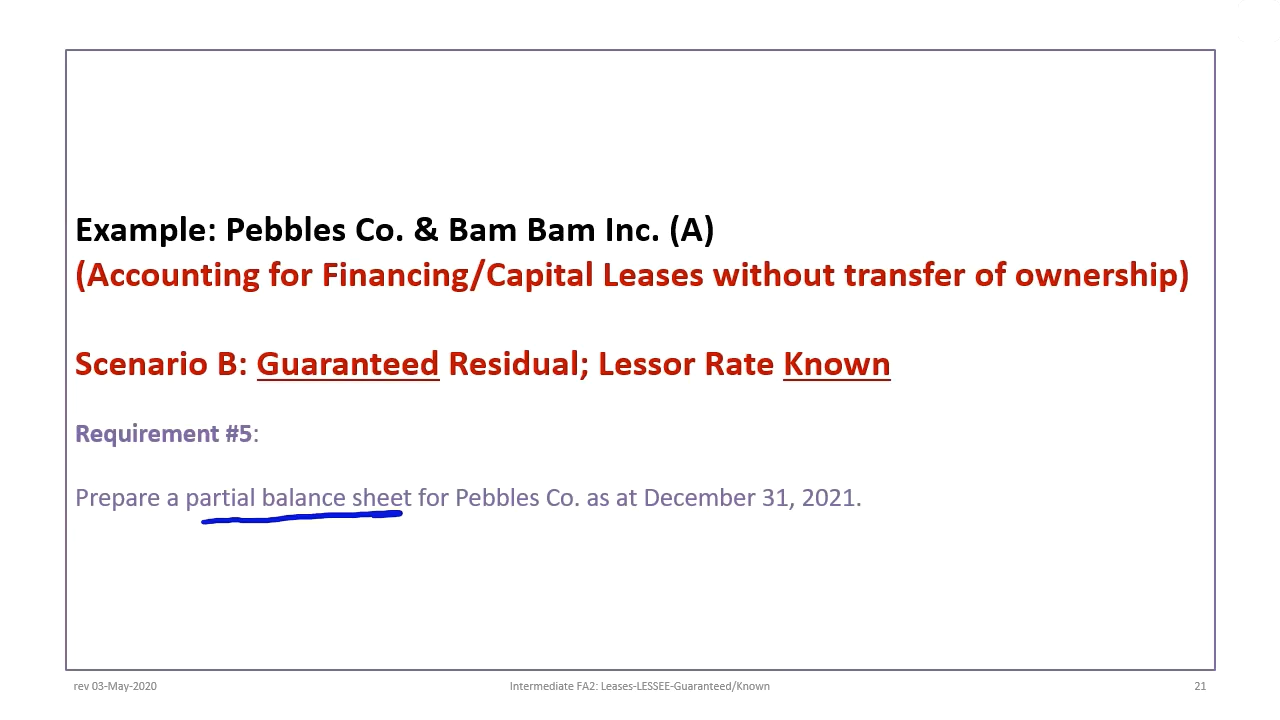 Example: Pebbles Co. & Bam Bam Inc. (A)
(Accounting for Financing/Capital Leases without transfer of ownership)
Scenario B: Guaranteed Residual; Lessor Rate Known
Requirement #5:
Prepare a partial balance sheet for Pebbles Co. as at December 31, 2021.
rev 03-May-2020
Intermediate FA2: Leases-LESSEE-Guaranteed/Known
21